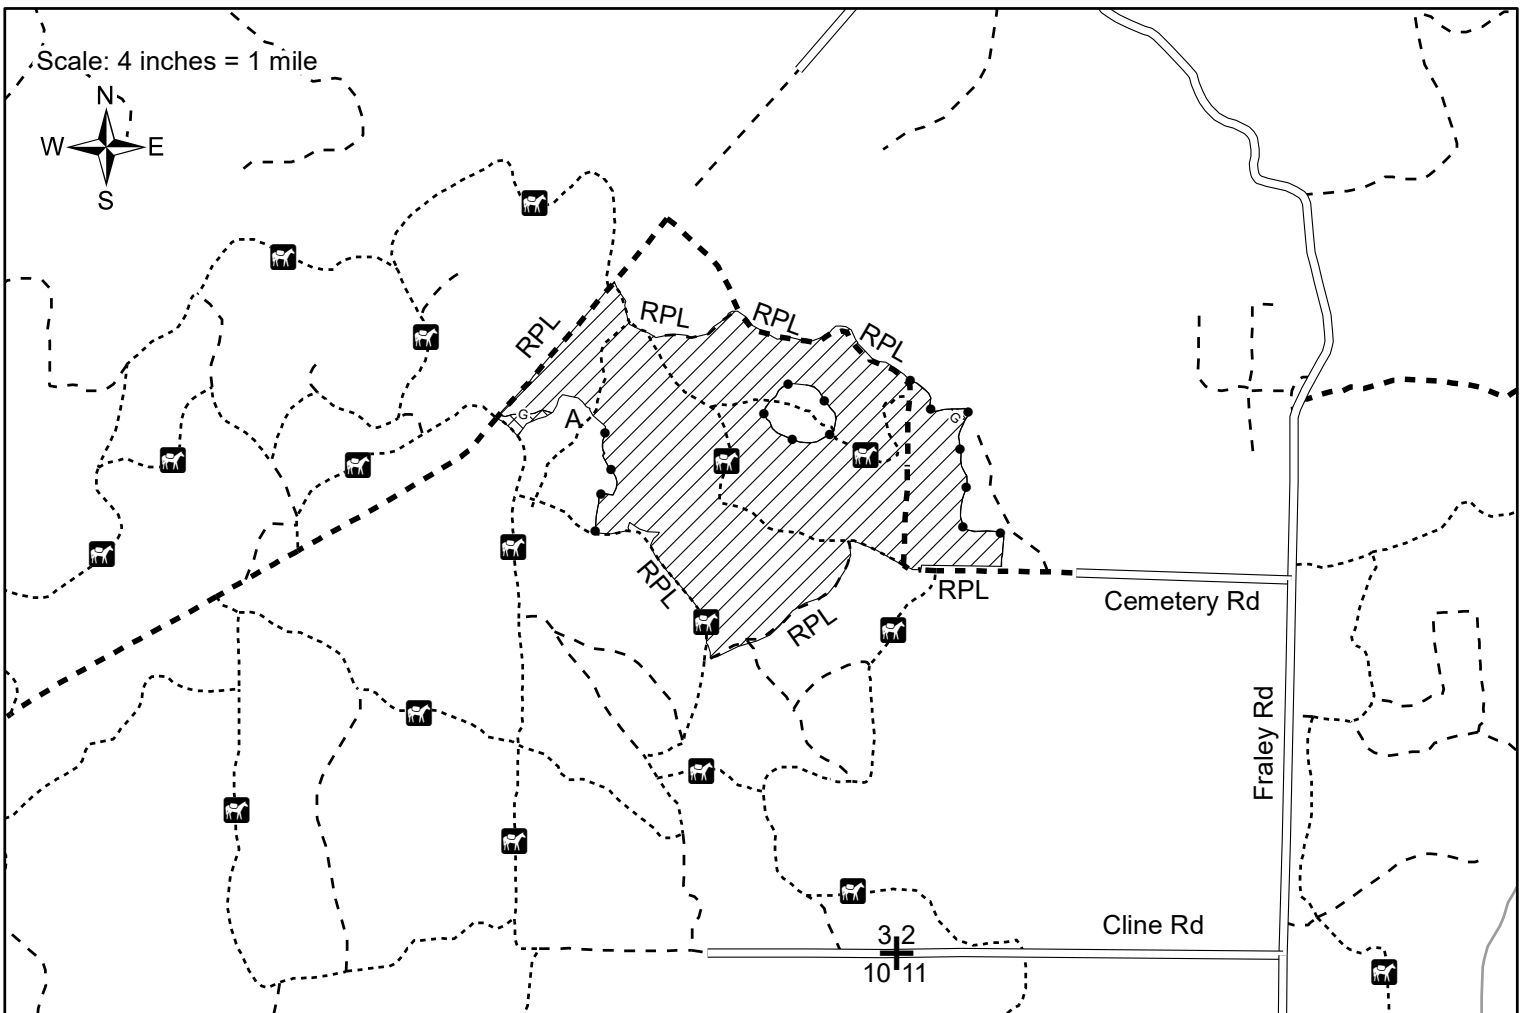 Scale: 4 inches = 1 mile
N
W E
S
RPL
RPL
RPL
RPL
G
A
G
RPL
RPL
RPL
Cemetery Rd
Fraley Rd
Cline Rd
3 2
10 11